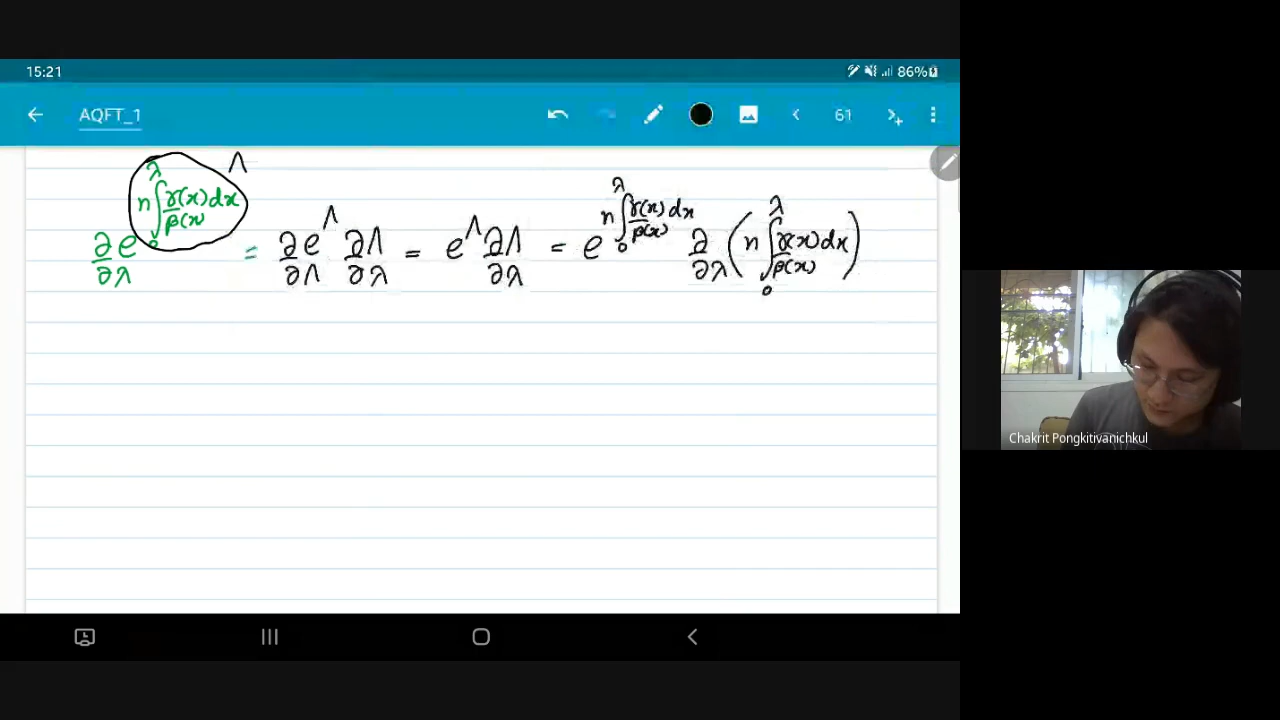 15:21
86%
AQFT_1
61
∂/∂λ e^{n∫_0^λ γ(x)/β(x) dx} Λ = ∂e^Λ/∂Λ ∂Λ/∂λ = e^Λ ∂Λ/∂λ = e^{n∫_0^λ γ(x)/β(x) dx} ∂/∂λ (n∫_0^λ γ(x)/β(x) dx)
Chakrit Pongkitivanichkul